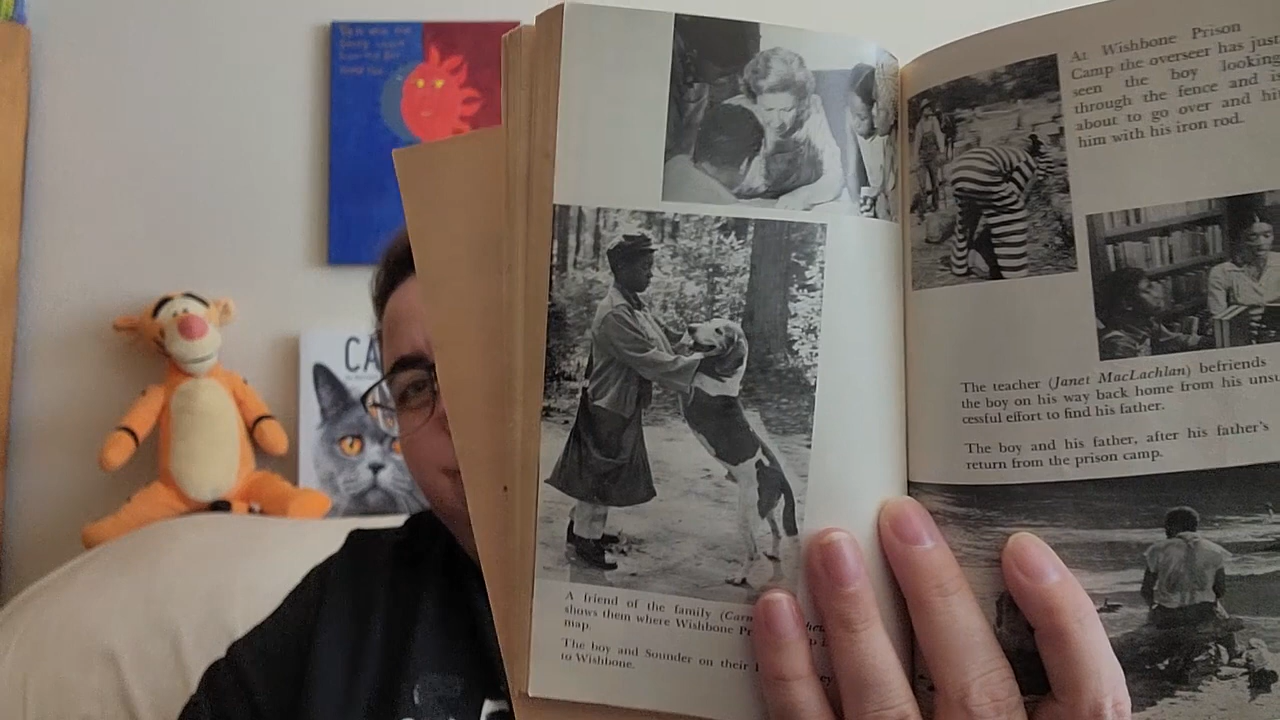 CA
A friend of the family (Carm
shows them where Wishbone Pr
map.
The boy and Sounder on their
to Wishbone.
At Wishbone Prison
Camp the overseer has just
seen the boy looking
through the fence and is
about to go over and hi
him with his iron rod.
The teacher (Janet MacLachlan) befriends
the boy on his way back home from his unsu
cessful effort to find his father.
The boy and his father, after his father's
return from the prison camp.